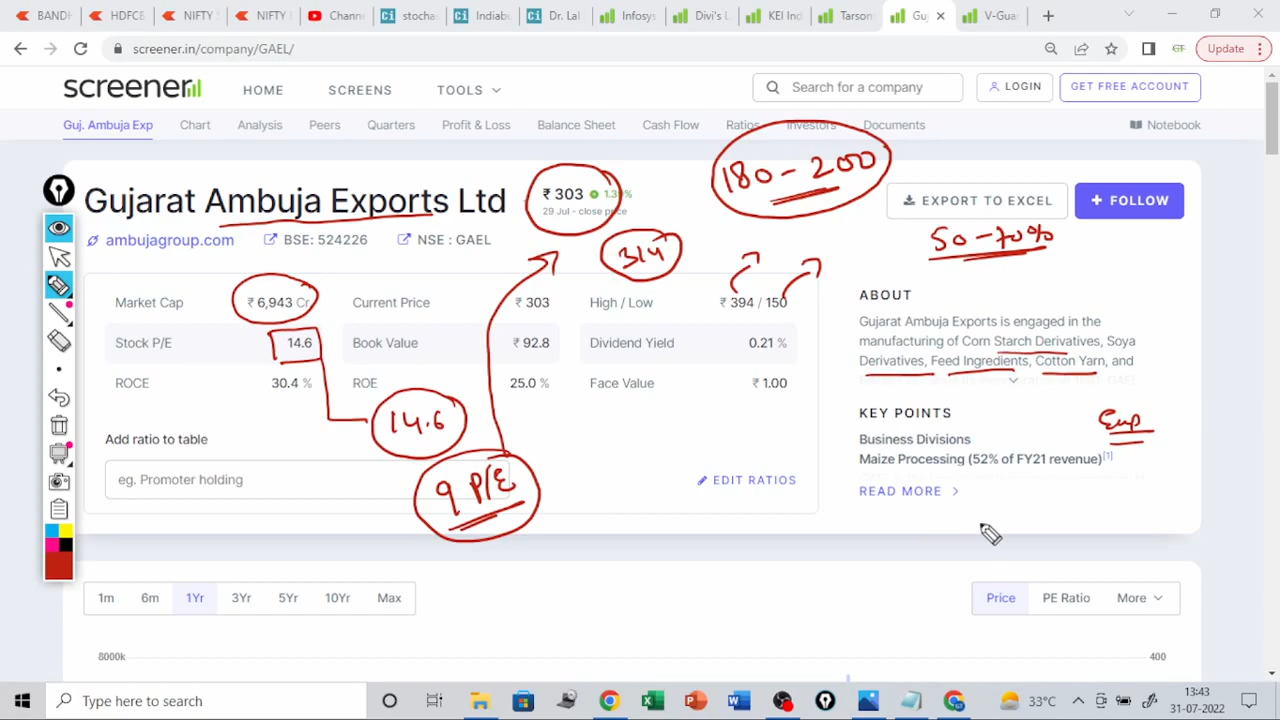 BANDH HDFCB NIFTY NIFTY Chann stochas Indiabu Dr. Lal Infosys Divi's L KEI Ind Tarson Guj V-Guar
screener.in/company/GAEL/ Update
screener HOME SCREENS TOOLS Search for a company LOGIN GET FREE ACCOUNT
Guj. Ambuja Exp Chart Analysis Peers Quarters Profit & Loss Balance Sheet Cash Flow Ratios Investors Documents Notebook
180-200
Gujarat Ambuja Exports Ltd ₹ 303
29 Jul - close price
EXPORT TO EXCEL FOLLOW
50-70%
ambujagroup.com BSE: 524226 NSE : GAEL
314
Market Cap ₹ 6,943 Cr. Current Price ₹ 303 High / Low ₹ 394 / 150
Stock P/E 14.6 Book Value ₹ 92.8 Dividend Yield 0.21 %
ROCE 30.4 % ROE 25.0 % Face Value ₹ 1.00
14.6
9 P/E
Add ratio to table
eg. Promoter holding EDIT RATIOS
ABOUT
Gujarat Ambuja Exports is engaged in the
manufacturing of Corn Starch Derivatives, Soya
Derivatives, Feed Ingredients, Cotton Yarn, and
KEY POINTS
Business Divisions
Maize Processing (52% of FY21 revenue)[1]
READ MORE
1m 6m 1Yr 3Yr 5Yr 10Yr Max Price PE Ratio More
8000k 400
Type here to search 33°C 13:43
31-07-2022